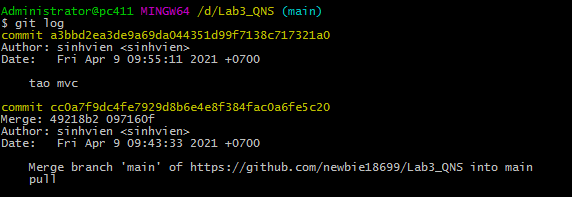 Administrator@pc411 MINGW64 /d/Lab3_QNS (main)
$ git log
commit a3bbd2ea3de9a69da044351d99f7138c717321a0
Author: sinhvien <sinhvien>
Date:   Fri Apr 9 09:55:11 2021 +0700
    tao mvc
commit cc0a7f9dc4fe7929d8b6e4e8f384fac0a6fe5c20
Merge: 49218b2 097160f
Author: sinhvien <sinhvien>
Date:   Fri Apr 9 09:43:33 2021 +0700
    Merge branch 'main' of https://github.com/newbie18699/Lab3_QNS into main
    pull